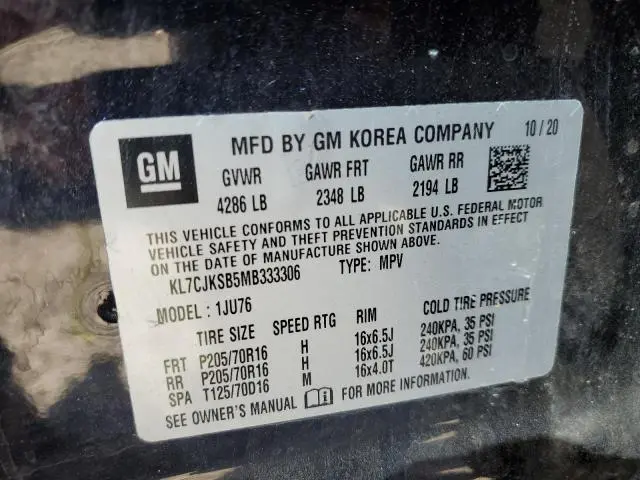 GM
MFD BY GM KOREA COMPANY 10/20
GVWR GAWR FRT GAWR RR
4286 LB 2348 LB 2194 LB
THIS VEHICLE CONFORMS TO ALL APPLICABLE U.S. FEDERAL MOTOR
VEHICLE SAFETY AND THEFT PREVENTION STANDARDS IN EFFECT
ON THE DATE OF MANUFACTURE SHOWN ABOVE.
KL7CJKSB5MB333306 TYPE: MPV
MODEL : 1JU76
TIRE SIZE SPEED RTG RIM COLD TIRE PRESSURE
FRT P205/70R16 H 16x6.5J 240KPA, 35 PSI
RR P205/70R16 H 16x6.5J 240KPA, 35 PSI
SPA T125/70D16 M 16x4.0T 420KPA, 60 PSI
SEE OWNER'S MANUAL FOR MORE INFORMATION.